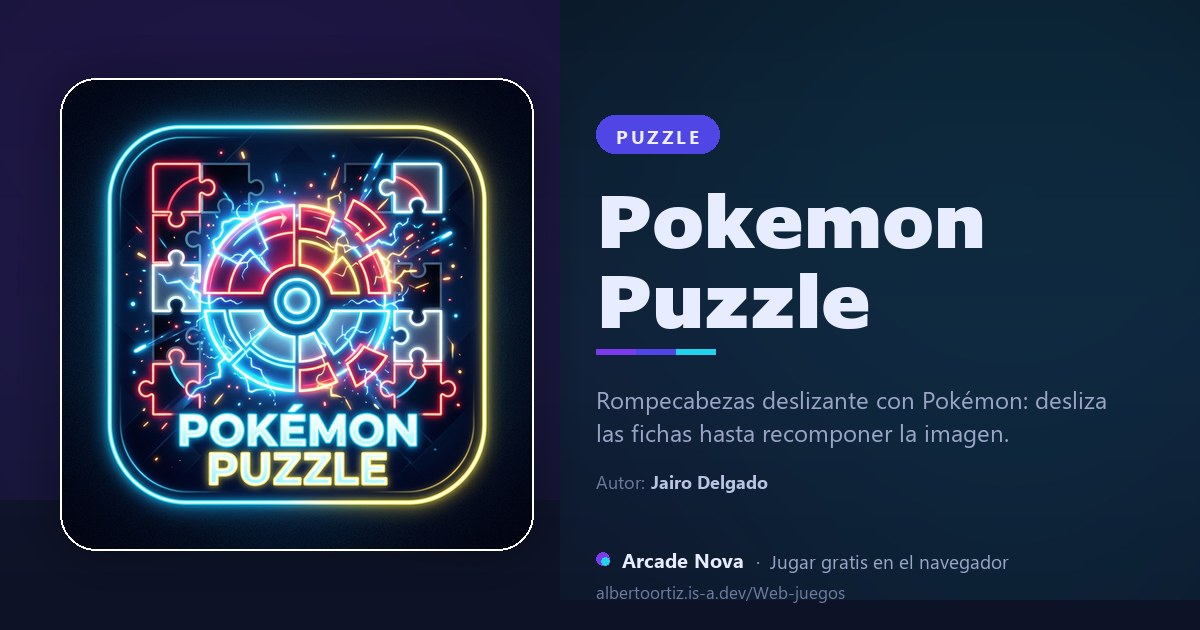 POKÉMON
PUZZLE
PUZZLE
Pokemon
Puzzle
Rompecabezas deslizante con Pokémon: desliza
las fichas hasta recomponer la imagen.
Autor: Jairo Delgado
Arcade Nova · Jugar gratis en el navegador
albertoortiz.is-a.dev/Web-juegos